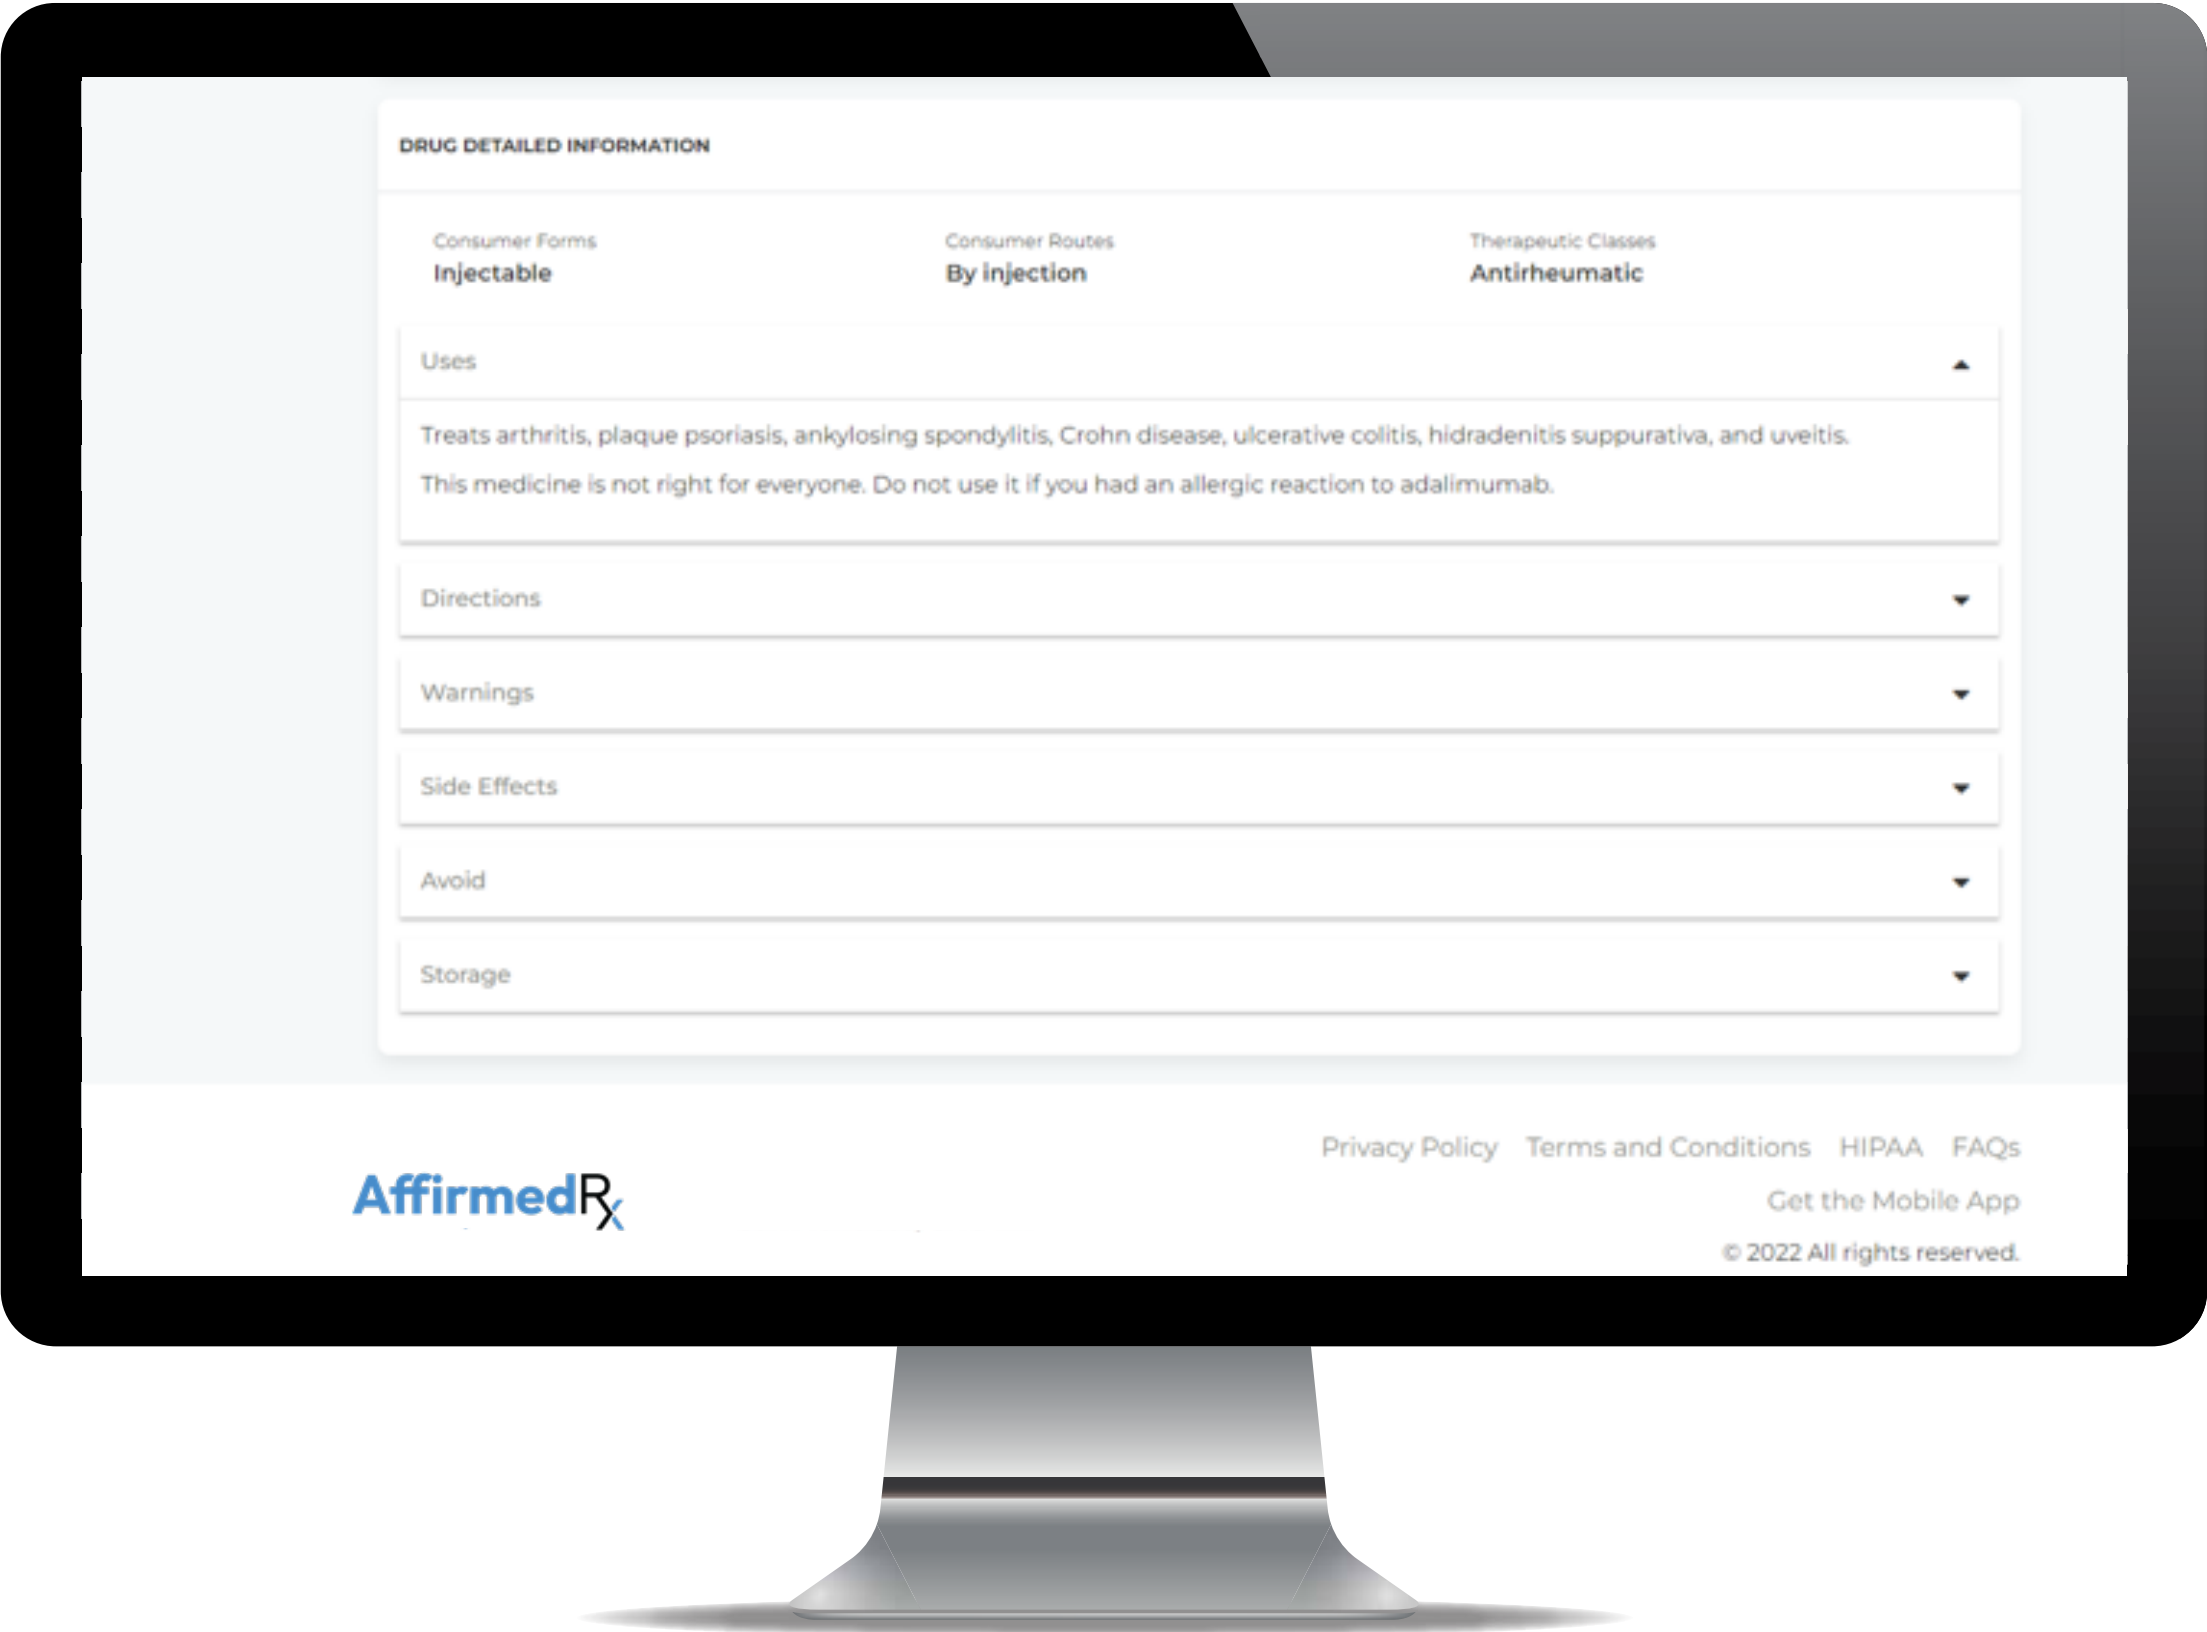 DRUG DETAILED INFORMATION
Consumer Forms Consumer Routes Therapeutic Classes
Injectable By injection Antirheumatic
Uses
Treats arthritis, plaque psoriasis, ankylosing spondylitis, Crohn disease, ulcerative colitis, hidradenitis suppurativa, and uveitis.
This medicine is not right for everyone. Do not use it if you had an allergic reaction to adalimumab.
Directions
Warnings
Side Effects
Avoid
Storage
Privacy Policy Terms and Conditions HIPAA FAQs
AffirmedRx
Get the Mobile App
© 2022 All rights reserved.